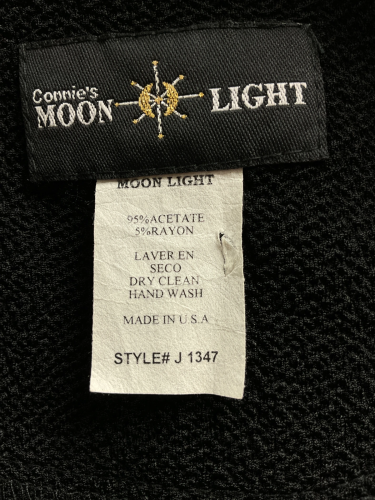 Connie's
MOON LIGHT
MOON LIGHT
95%ACETATE
5%RAYON
LAVER EN
SECO
DRY CLEAN
HAND WASH
MADE IN U.S.A
STYLE# J 1347